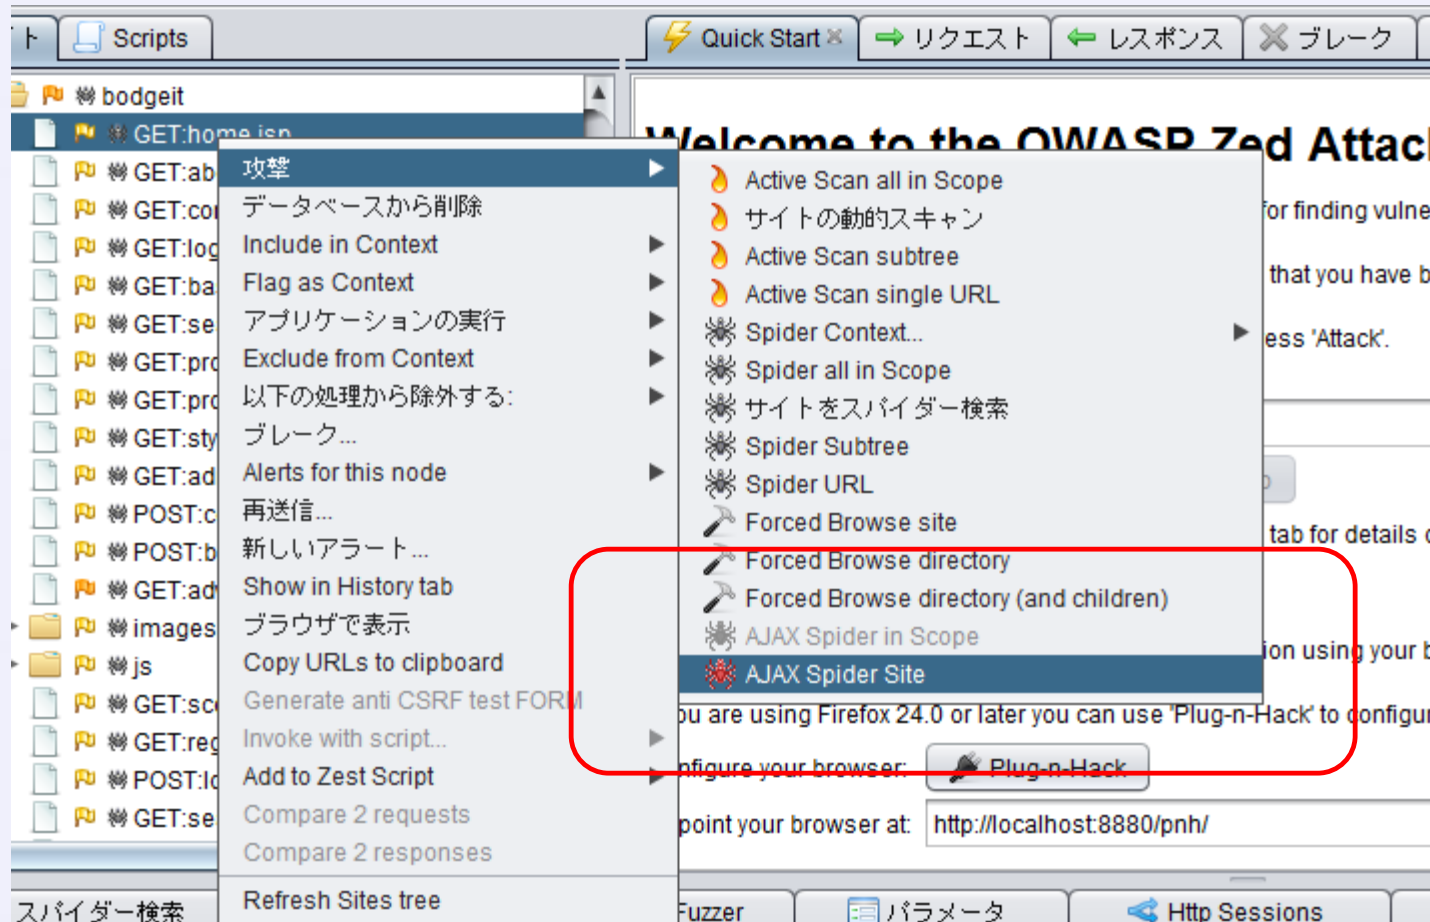 ト
Scripts
Quick Start
リクエスト
レスポンス
ブレーク
bodgeit
GET:home.jsp
GET:ab
GET:co
GET:log
GET:ba
GET:se
GET:pro
GET:pro
GET:sty
GET:ad
POST:c
POST:b
GET:ad
images
js
GET:sc
GET:reg
POST:lo
GET:se
攻撃
データベースから削除
Include in Context
Flag as Context
アプリケーションの実行
Exclude from Context
以下の処理から除外する:
ブレーク...
Alerts for this node
再送信...
新しいアラート...
Show in History tab
ブラウザで表示
Copy URLs to clipboard
Generate anti CSRF test FORM
Invoke with script...
Add to Zest Script
Compare 2 requests
Compare 2 responses
Refresh Sites tree
Active Scan all in Scope
サイトの動的スキャン
Active Scan subtree
Active Scan single URL
Spider Context...
Spider all in Scope
サイトをスパイダー検索
Spider Subtree
Spider URL
Forced Browse site
Forced Browse directory
Forced Browse directory (and children)
AJAX Spider in Scope
AJAX Spider Site
Welcome to the OWASP Zed Attac
for finding vulne
that you have b
ess 'Attack'.
tab for details
ion using your b
ou are using Firefox 24.0 or later you can use 'Plug-n-Hack' to configu
nfigure your browser:
Plug-n-Hack
point your browser at:
http://localhost:8880/pnh/
スパイダー検索
Fuzzer
パラメータ
Http Sessions